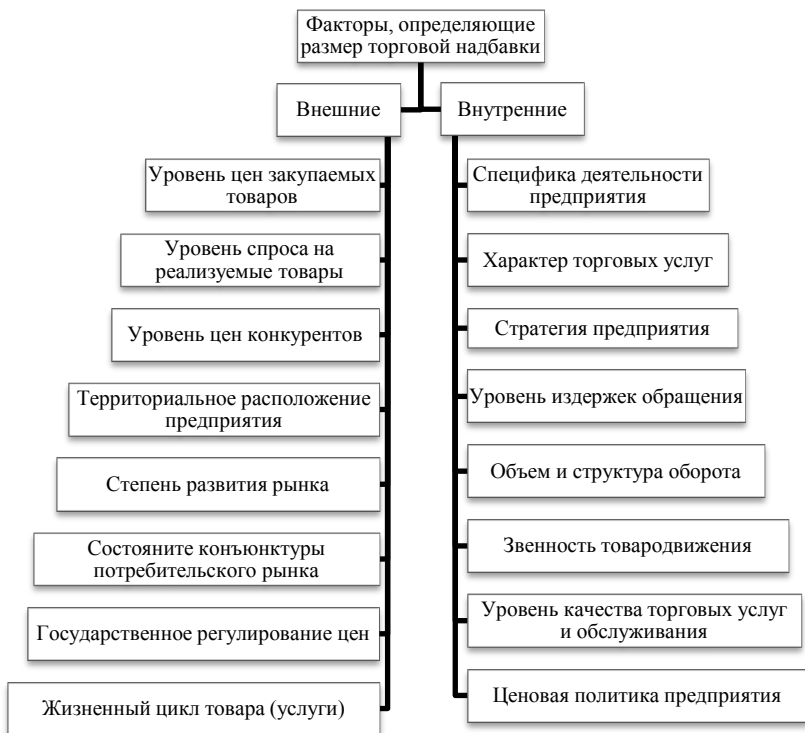 Факторы, определяющие
размер торговой надбавки
Внешние
Внутренние
Уровень цен закупаемых
товаров
Уровень спроса на
реализуемые товары
Уровень цен конкурентов
Территориальное расположение
предприятия
Степень развития рынка
Состояните конъюнктуры
потребительского рынка
Государственное регулирование цен
Жизненный цикл товара (услуги)
Специфика деятельности
предприятия
Характер торговых услуг
Стратегия предприятия
Уровень издержек обращения
Объем и структура оборота
Звенность товародвижения
Уровень качества торговых услуг
и обслуживания
Ценовая политика предприятия